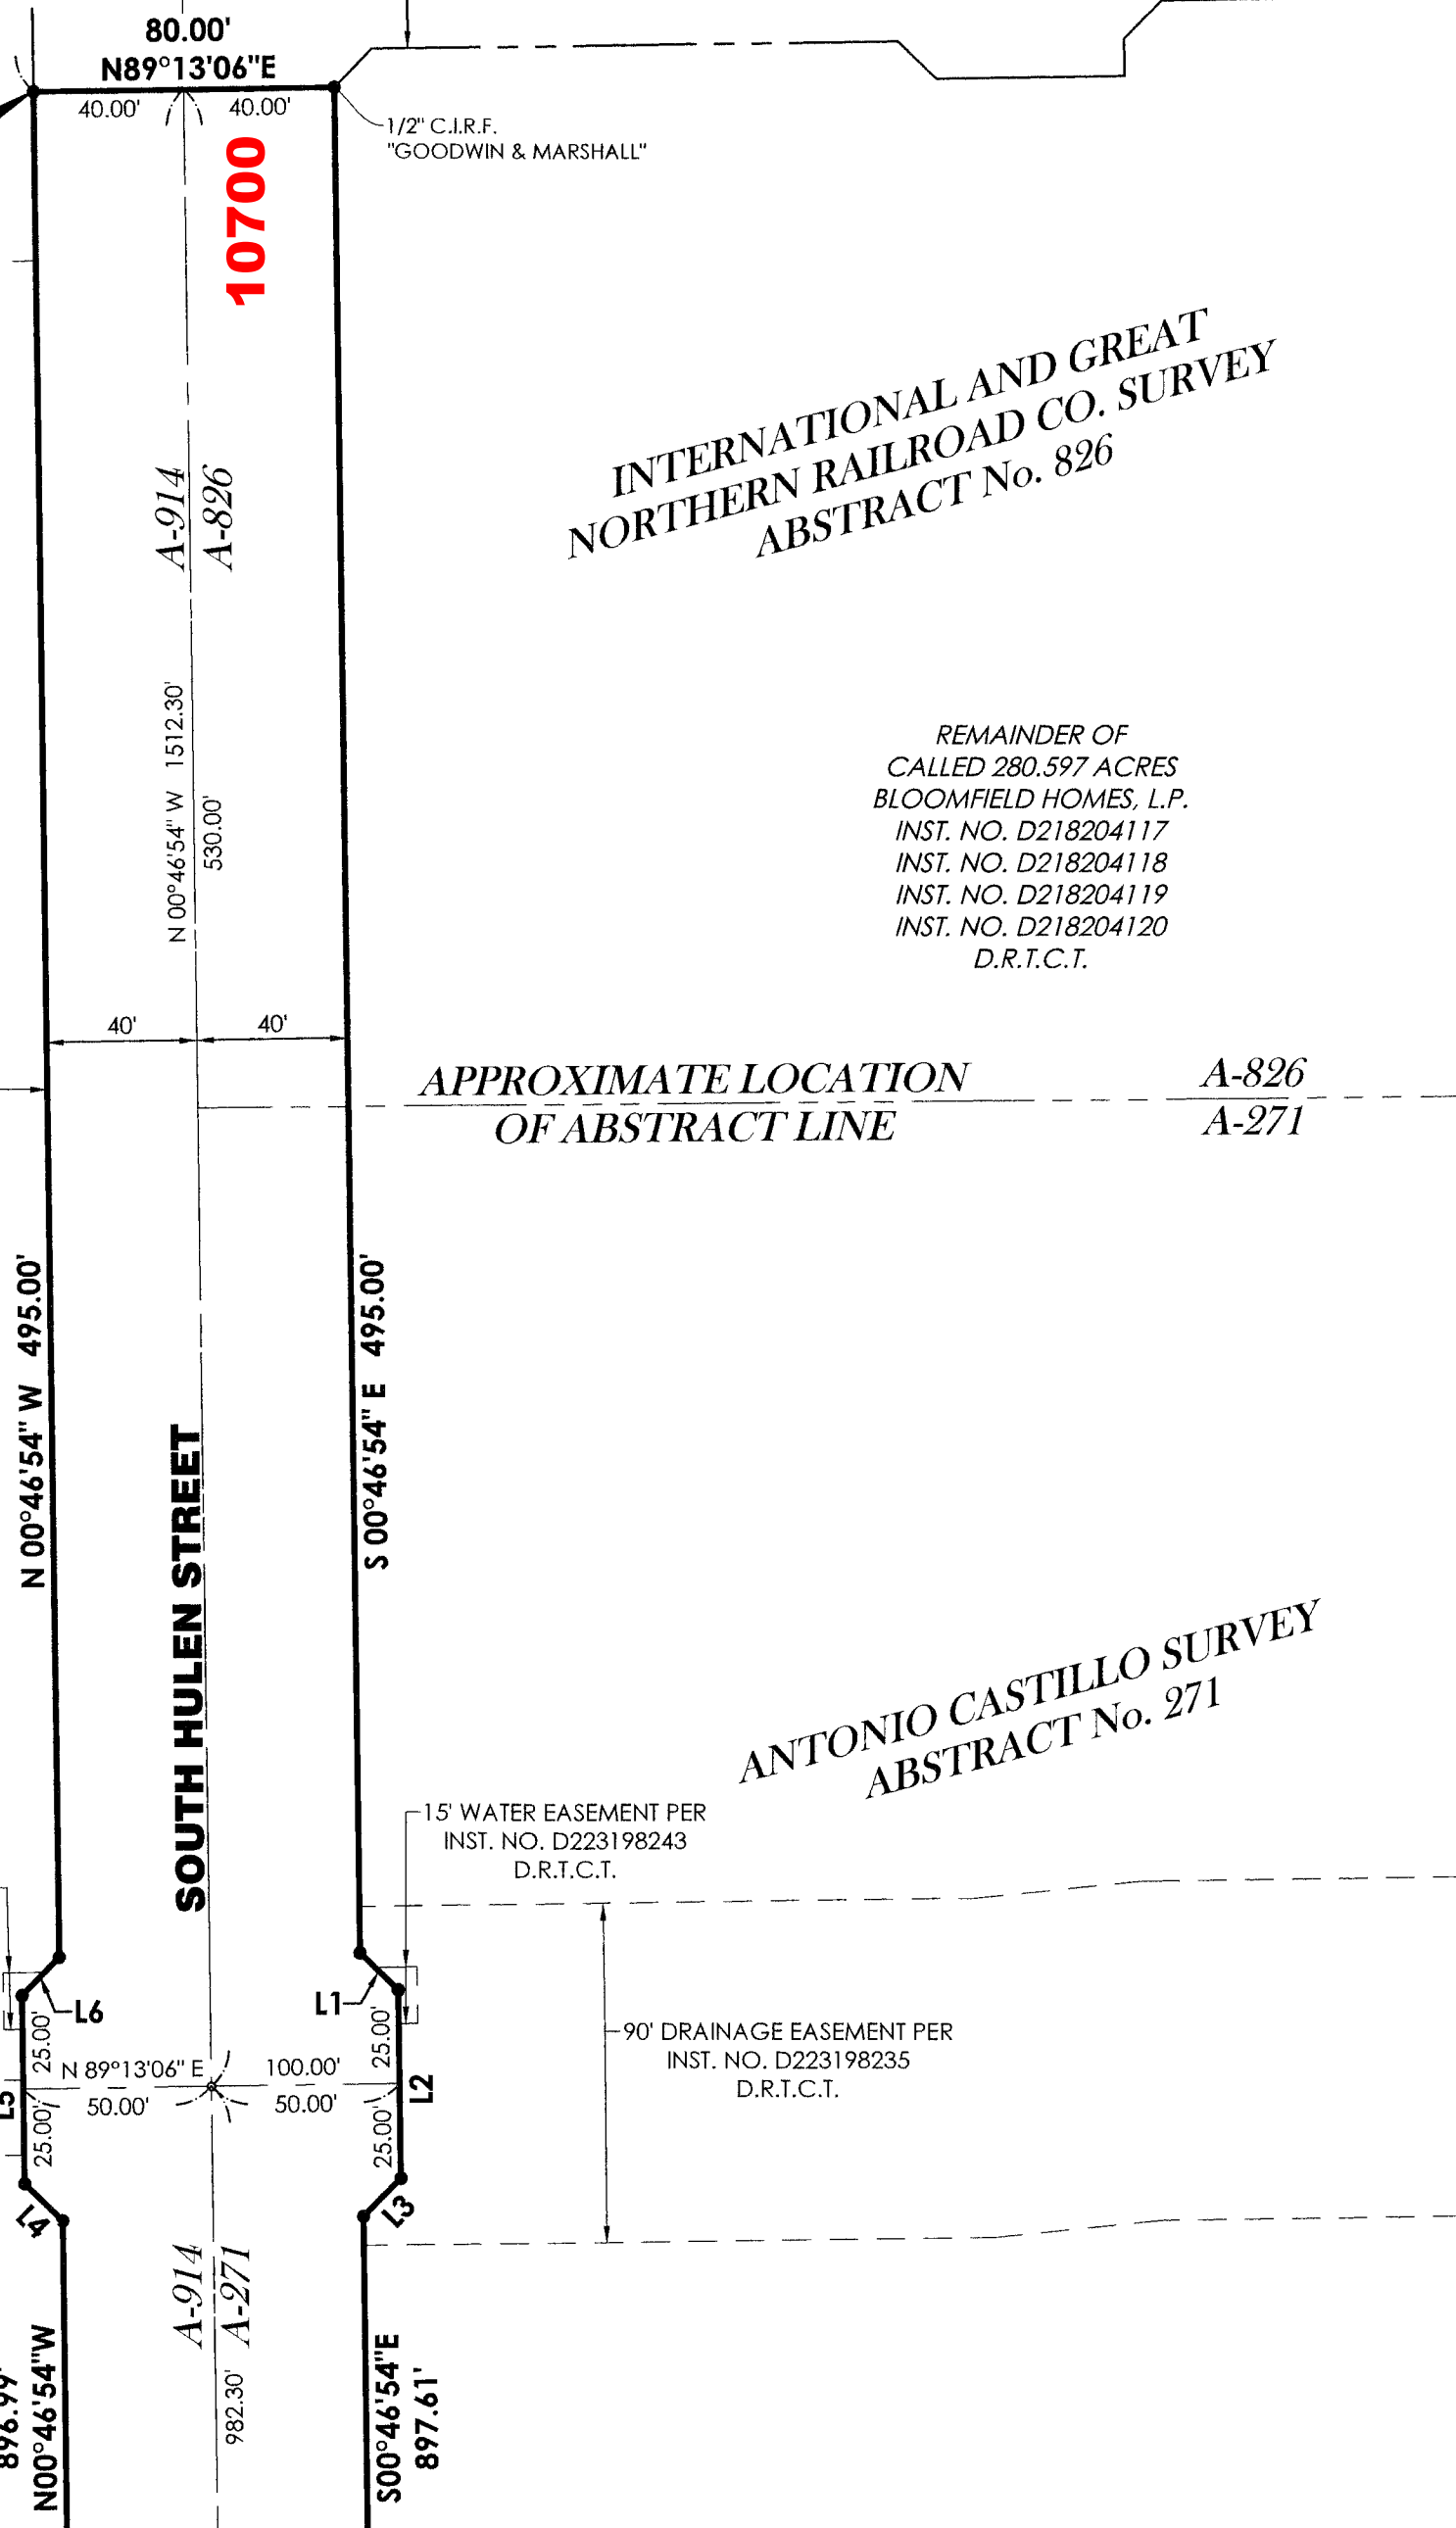 80.00'
N89°13'06"E
40.00'
40.00'
1/2" C.I.R.F.
"GOODWIN & MARSHALL"
10700
INTERNATIONAL AND GREAT
NORTHERN RAILROAD CO. SURVEY
ABSTRACT No. 826
A-914
A-826
N 00°46'54" W 1512.30'
530.00'
REMAINDER OF
CALLED 280.597 ACRES
BLOOMFIELD HOMES, L.P.
INST. NO. D218204117
INST. NO. D218204118
INST. NO. D218204119
INST. NO. D218204120
D.R.T.C.T.
40'
40'
APPROXIMATE LOCATION
OF ABSTRACT LINE
A-826
A-271
N 00°46'54" W 495.00'
S 00°46'54" E 495.00'
SOUTH HULEN STREET
ANTONIO CASTILLO SURVEY
ABSTRACT No. 271
15' WATER EASEMENT PER
INST. NO. D223198243
D.R.T.C.T.
L6
L1
25.00'
25.00'
N 89°13'06" E
100.00'
50.00'
50.00'
L5
L2
25.00'
25.00'
90' DRAINAGE EASEMENT PER
INST. NO. D223198235
D.R.T.C.T.
L4
L3
A-914
A-271
982.30'
896.99'
N00°46'54"W
S00°46'54"E
897.61'